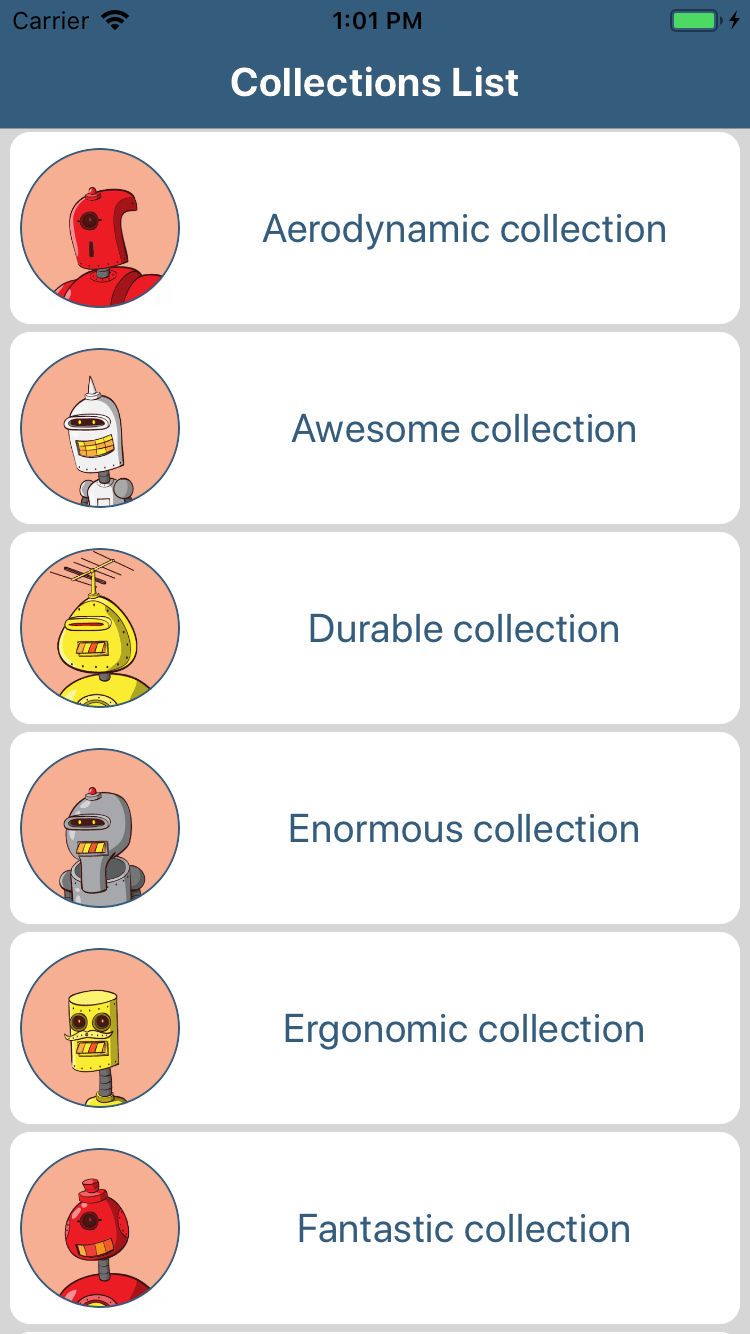 Carrier 1:01 PM
Collections List
Aerodynamic collection
Awesome collection
Durable collection
Enormous collection
Ergonomic collection
Fantastic collection